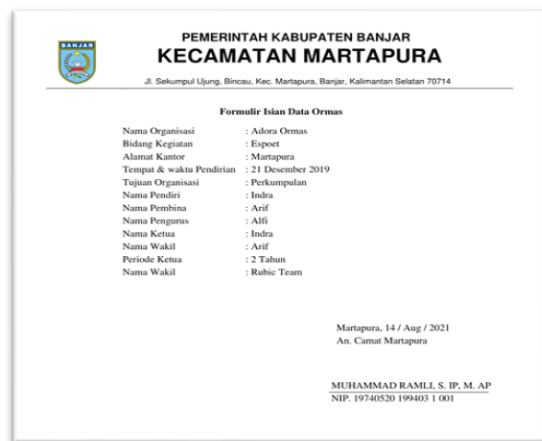 BANJAR
PEMERINTAH KABUPATEN BANJAR
KECAMATAN MARTAPURA
Jl. Sekumpul Ujung, Bincau, Kec. Martapura, Banjar, Kalimantan Selatan 70714
Formulir Isian Data Ormas
Nama Organisasi : Adora Ormas
Bidang Kegiatan : Espoet
Alamat Kantor : Martapura
Tempat & waktu Pendirian : 21 Desember 2019
Tujuan Organisasi : Perkumpulan
Nama Pendiri : Indra
Nama Pembina : Arif
Nama Pengurus : Alfi
Nama Ketua : Indra
Nama Wakil : Arif
Periode Ketua : 2 Tahun
Nama Wakil : Rubic Team
Martapura, 14 / Aug / 2021
An. Camat Martapura
MUHAMMAD RAMLI, S. IP, M. AP
NIP. 19740520 199403 1 001